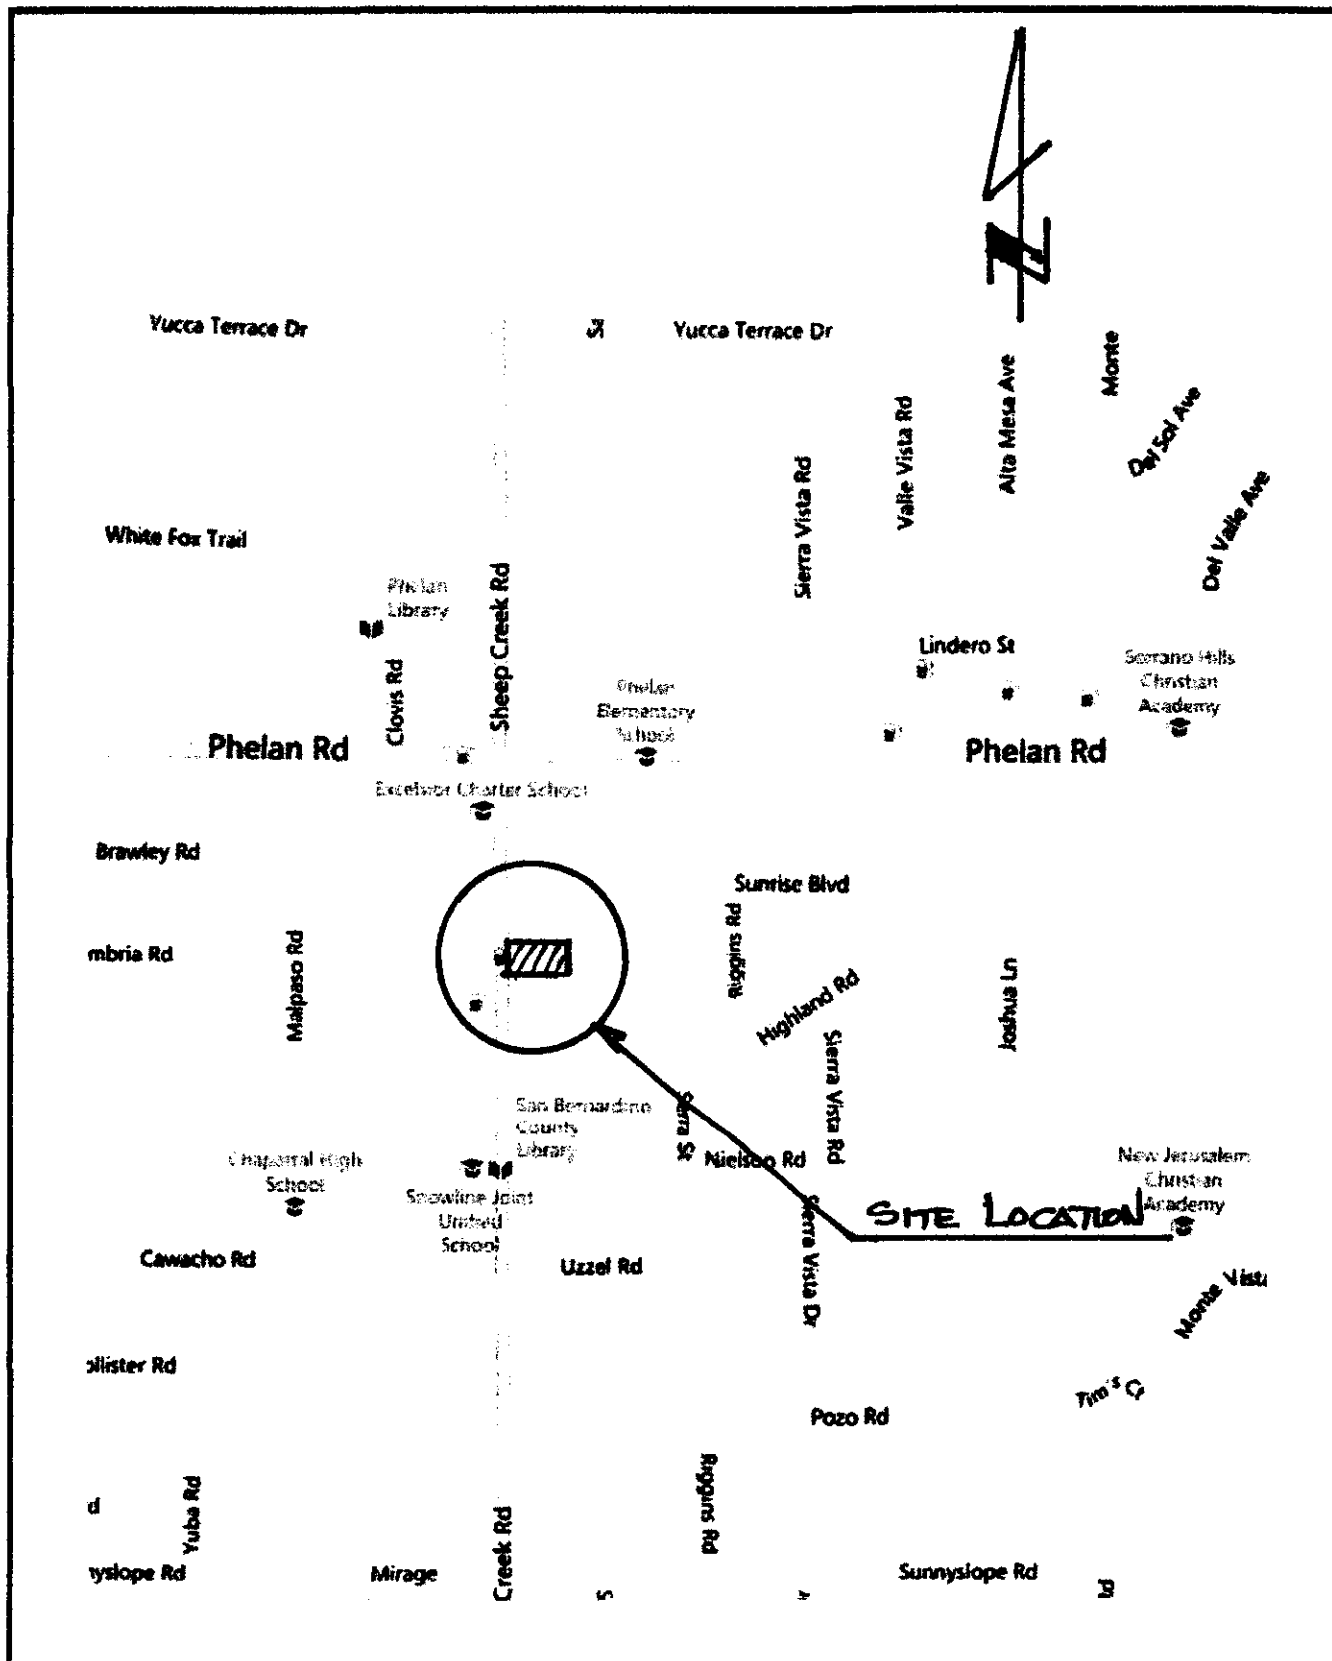 N
Yucca Terrace Dr
Yucca Terrace Dr
Monte
Alta Mesa Ave
Valle Vista Rd
Del Sol Ave
Sierra Vista Rd
Del Valle Ave
White Fox Trail
Phelan
Library
Sheep Creek Rd
Clovis Rd
Lindero St
Phelan
Elementary
School
Serrano Hills
Christian
Academy
Phelan Rd
Phelan Rd
Excelsior Charter School
Brawley Rd
Sunrise Blvd
mbria Rd
Malpaso Rd
Riggins Rd
Highland Rd
Joshua Ln
Sierra Vista Rd
San Bernardino
County
Library
Sierra St
Nielson Rd
Chaparral High
School
Snowline Joint
Unified
School
New Jerusalem
Christian
Academy
SITE LOCATION
Cawacho Rd
Uzzel Rd
Sierra Vista Dr
Monte Vista
ollister Rd
Tim's Ct
Pozo Rd
Riggins Rd
Yuba Rd
d
Creek Rd
nyslope Rd
Mirage
Sunnyslope Rd